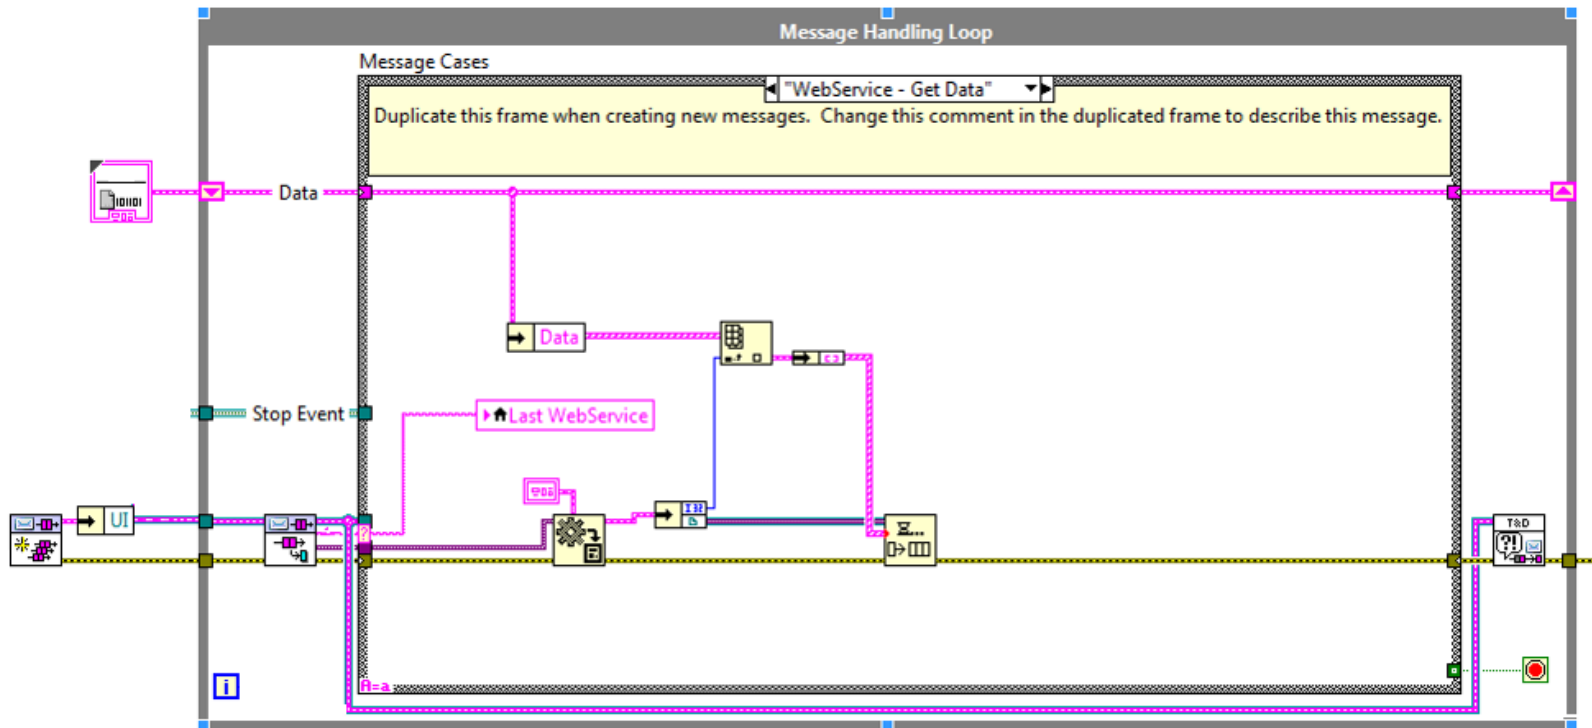 Message Handling Loop
Message Cases
"WebService - Get Data"
Duplicate this frame when creating new messages.  Change this comment in the duplicated frame to describe this message.
Data
Data
Stop Event
Last WebService
UI
I32
T&D
?!
?
i
A=a